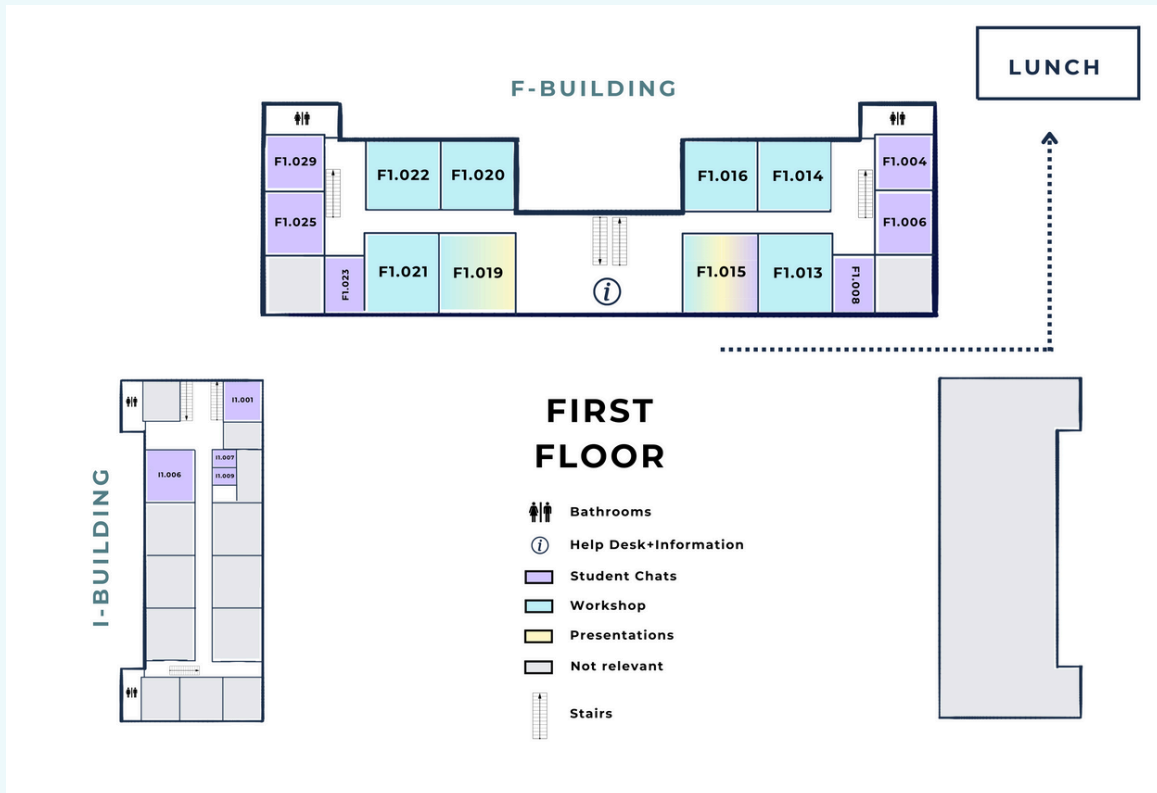 LUNCH
F-BUILDING
F1.029
F1.022
F1.020
F1.016
F1.014
F1.004
F1.025
F1.006
F1.023
F1.021
F1.019
i
F1.015
F1.013
F1.008
I-BUILDING
I1.001
I1.007
I1.006
I1.009
FIRST
FLOOR
Bathrooms
i Help Desk+Information
Student Chats
Workshop
Presentations
Not relevant
Stairs